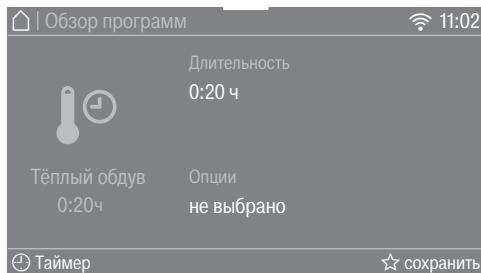 | Обзор программ 11:02
Длительность
0:20 ч
Тёплый обдув
0:20ч
Опции
не выбрано
Таймер сохранить